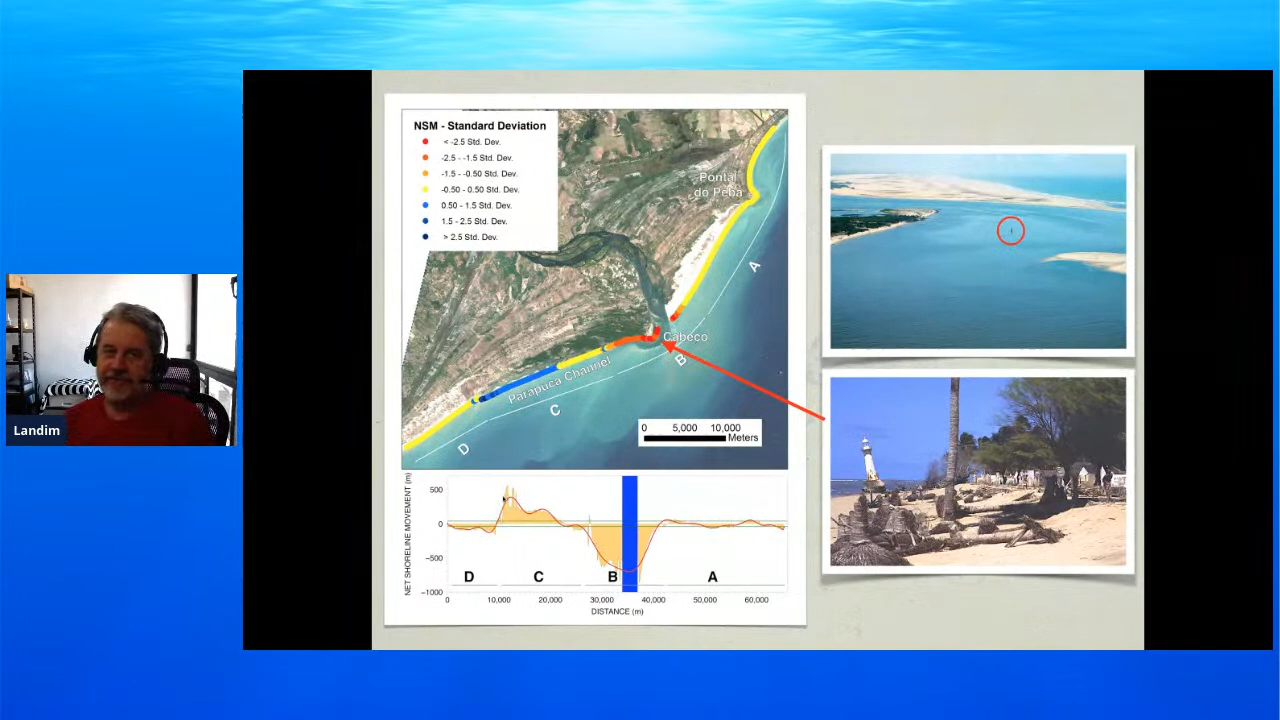 NSM - Standard Deviation
< -2.5 Std. Dev.
-2.5 - -1.5 Std. Dev.
-1.5 - -0.50 Std. Dev.
-0.50 - 0.50 Std. Dev.
0.50 - 1.5 Std. Dev.
1.5 - 2.5 Std. Dev.
> 2.5 Std. Dev.
Pontal
do Peba
A
Cabeço
B
Parapuca Channel
C
D
0 5,000 10,000
Meters
NET SHORELINE MOVEMENT (m)
500
0
-500
-1000
D C B A
0 10,000 20,000 30,000 40,000 50,000 60,000
DISTANCE (m)
Landim